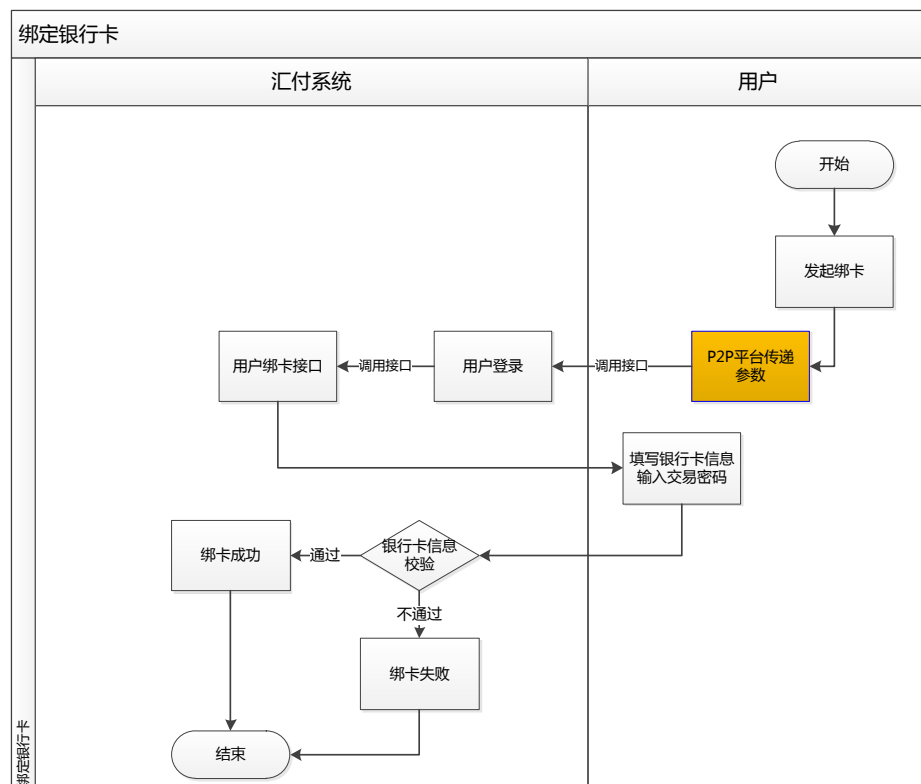 绑定银行卡
汇付系统
用户
开始
发起绑卡
用户绑卡接口
调用接口
用户登录
调用接口
P2P平台传递
参数
填写银行卡信息
输入交易密码
绑卡成功
通过
银行卡信息
校验
不通过
绑卡失败
结束
绑定银行卡